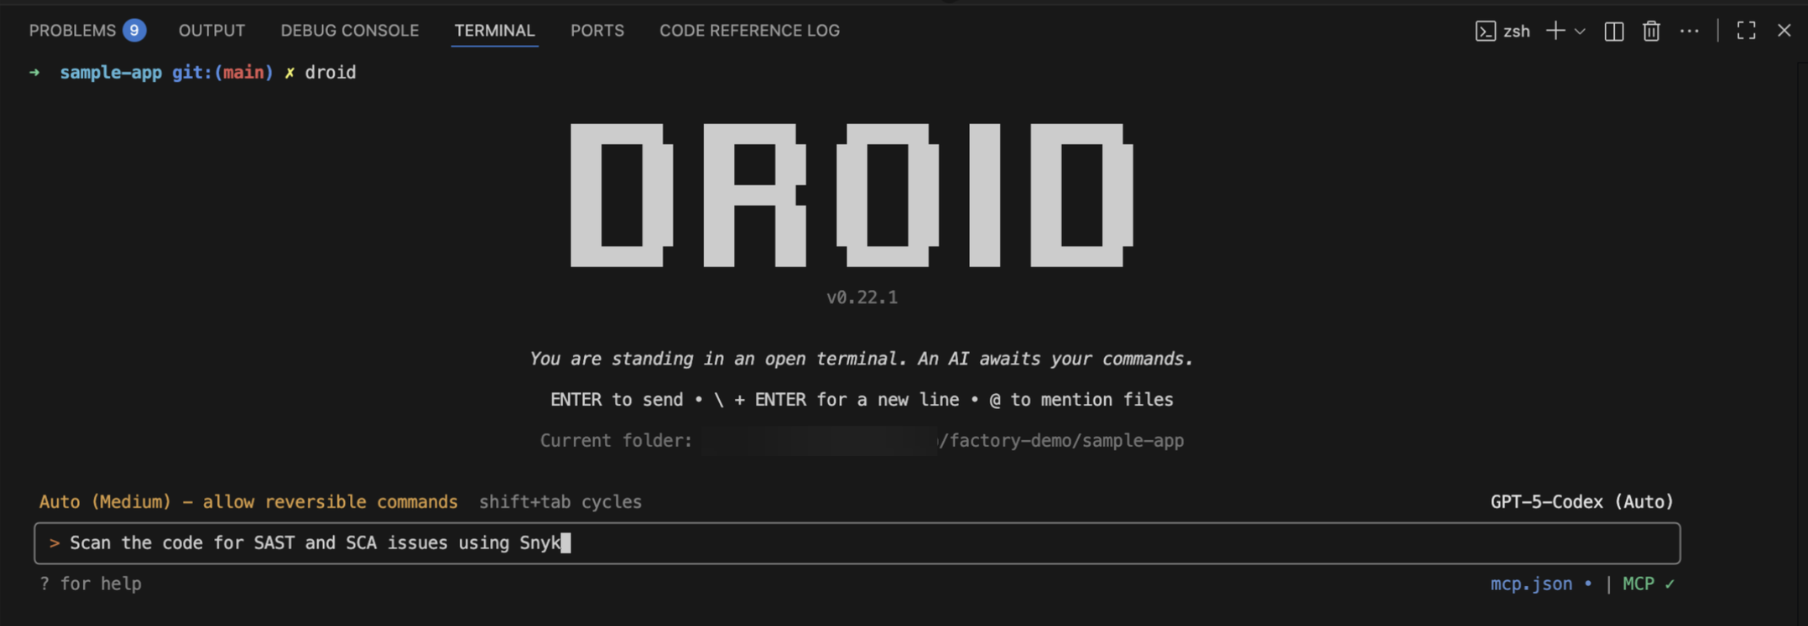 PROBLEMS 9 OUTPUT DEBUG CONSOLE TERMINAL PORTS CODE REFERENCE LOG zsh
→ sample-app git:(main) ✗ droid
DROID
v0.22.1
You are standing in an open terminal. An AI awaits your commands.
ENTER to send • \ + ENTER for a new line • @ to mention files
Current folder: /factory-demo/sample-app
Auto (Medium) - allow reversible commands shift+tab cycles GPT-5-Codex (Auto)
> Scan the code for SAST and SCA issues using Snyk
? for help mcp.json • | MCP ✓